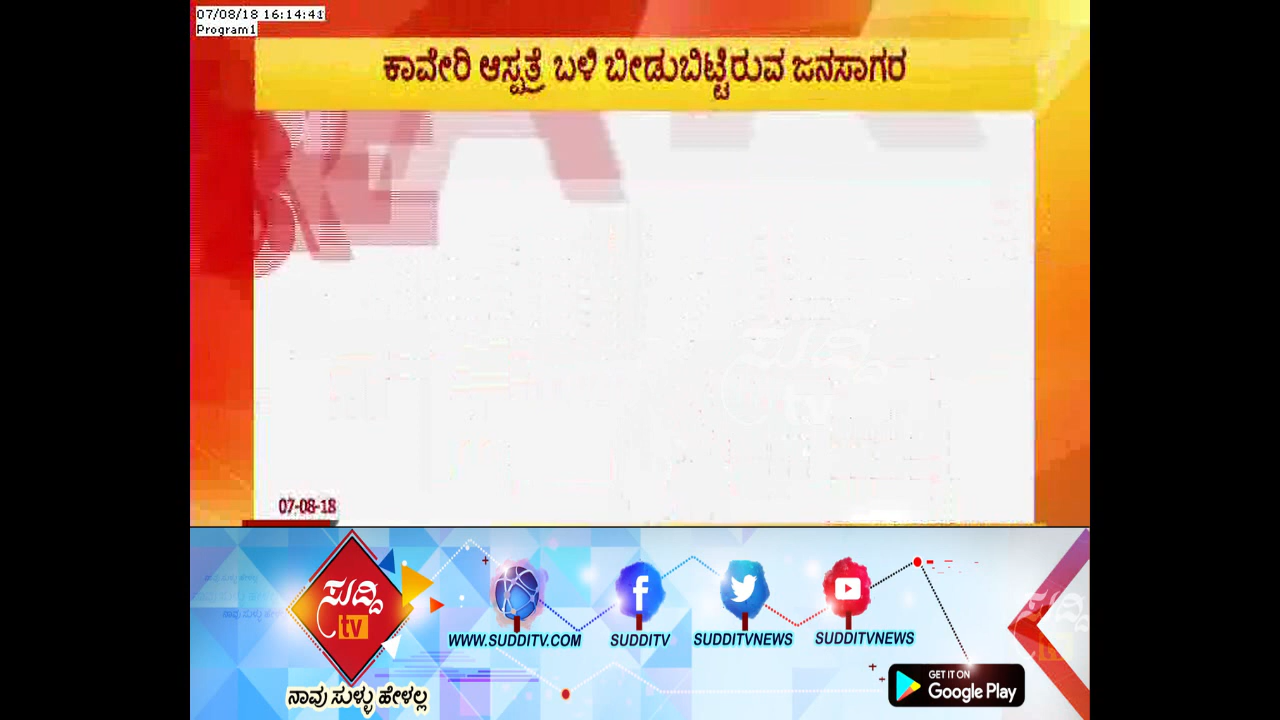 07/08/18 16:14:41
Program1
ಕಾವೇರಿ ಆಸ್ಪತ್ರೆ ಬಳಿ ಬೀಡುಬಿಟ್ಟಿರುವ ಜನಸಾಗರ
ಸುದ್ದಿ
tv
07-08-18
ಸುದ್ದಿ
tv
WWW.SUDDITV.COM
SUDDITV
SUDDITVNEWS
SUDDITVNEWS
ನಾವು ಸುಳ್ಳು ಹೇಳಲ್ಲ
GET IT ON
Google Play